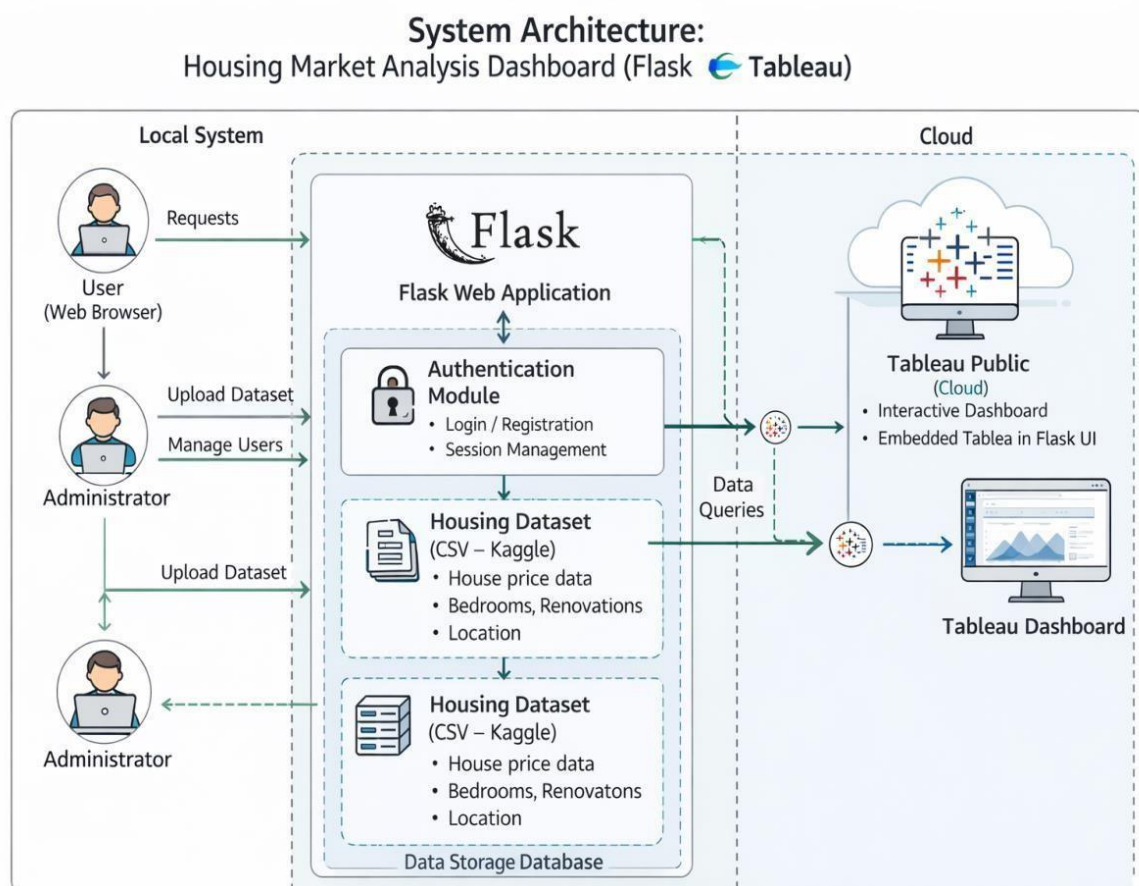 System Architecture:
Housing Market Analysis Dashboard (Flask Tableau)
Local System
Cloud
Requests
User
(Web Browser)
Upload Dataset
Manage Users
Administrator
Upload Dataset
Administrator
Flask
Flask Web Application
Authentication
Module
• Login / Registration
• Session Management
Housing Dataset
(CSV – Kaggle)
• House price data
• Bedrooms, Renovations
• Location
Housing Dataset
(CSV – Kaggle)
• House price data
• Bedrooms, Renovatons
• Location
Data Storage Database
Data
Queries
Tableau Public
(Cloud)
• Interactive Dashboard
• Embedded Tablea in Flask UI
Tableau Dashboard